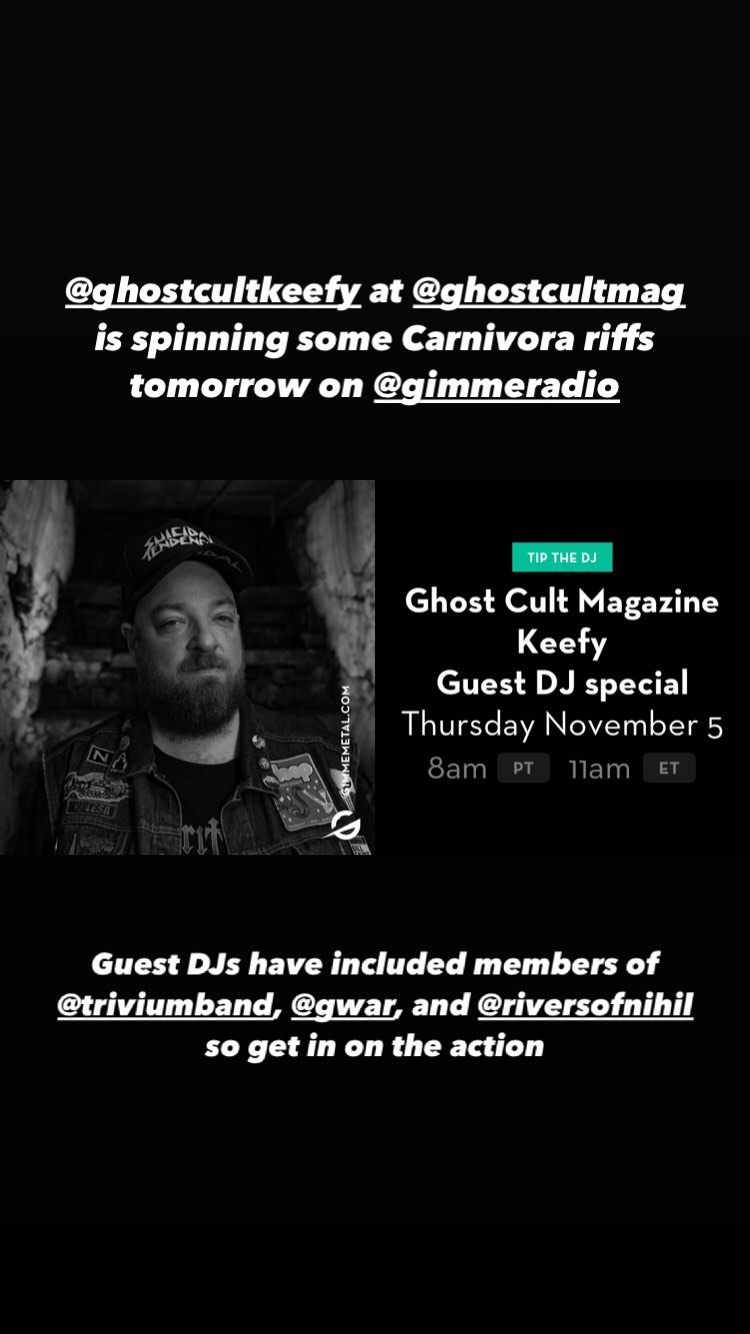 @ghostcultkeefy at @ghostcultmag
is spinning some Carnivora riffs
tomorrow on @gimmeradio
SUICIDAL
TENDENCI
GIMMEMETAL.COM
TIP THE DJ
Ghost Cult Magazine
Keefy
Guest DJ special
Thursday November 5
8am PT 11am ET
Guest DJs have included members of
@triviumband, @gwar, and @riversofnihil
so get in on the action